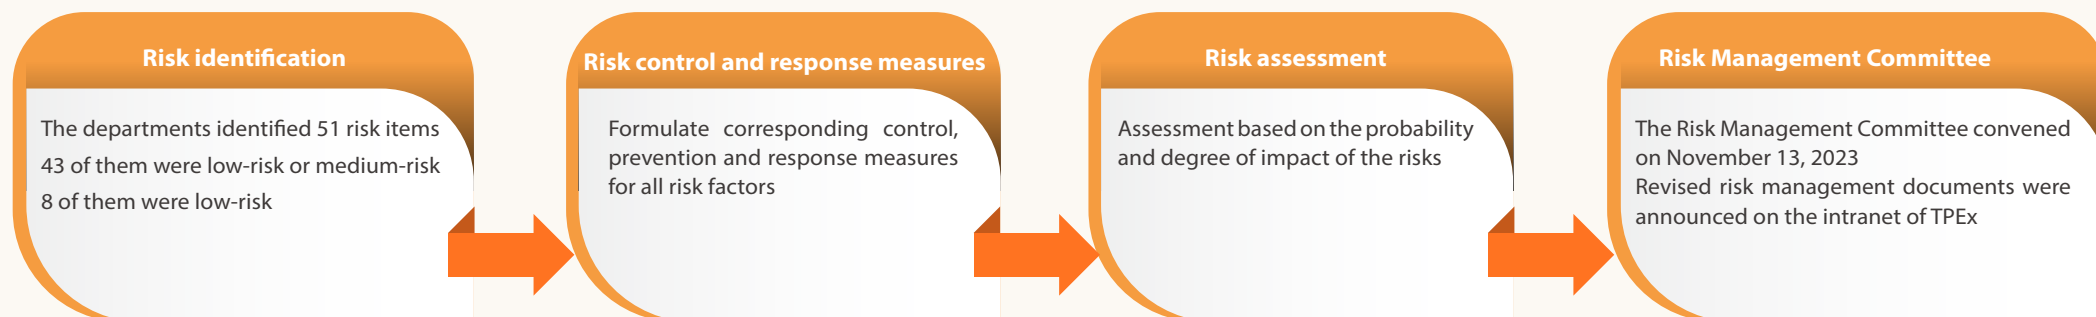 Risk identification
The departments identified 51 risk items
43 of them were low-risk or medium-risk
8 of them were low-risk
Risk control and response measures
Formulate corresponding control,
prevention and response measures
for all risk factors
Risk assessment
Assessment based on the probability
and degree of impact of the risks
Risk Management Committee
The Risk Management Committee convened
on November 13, 2023
Revised risk management documents were
announced on the intranet of TPEx